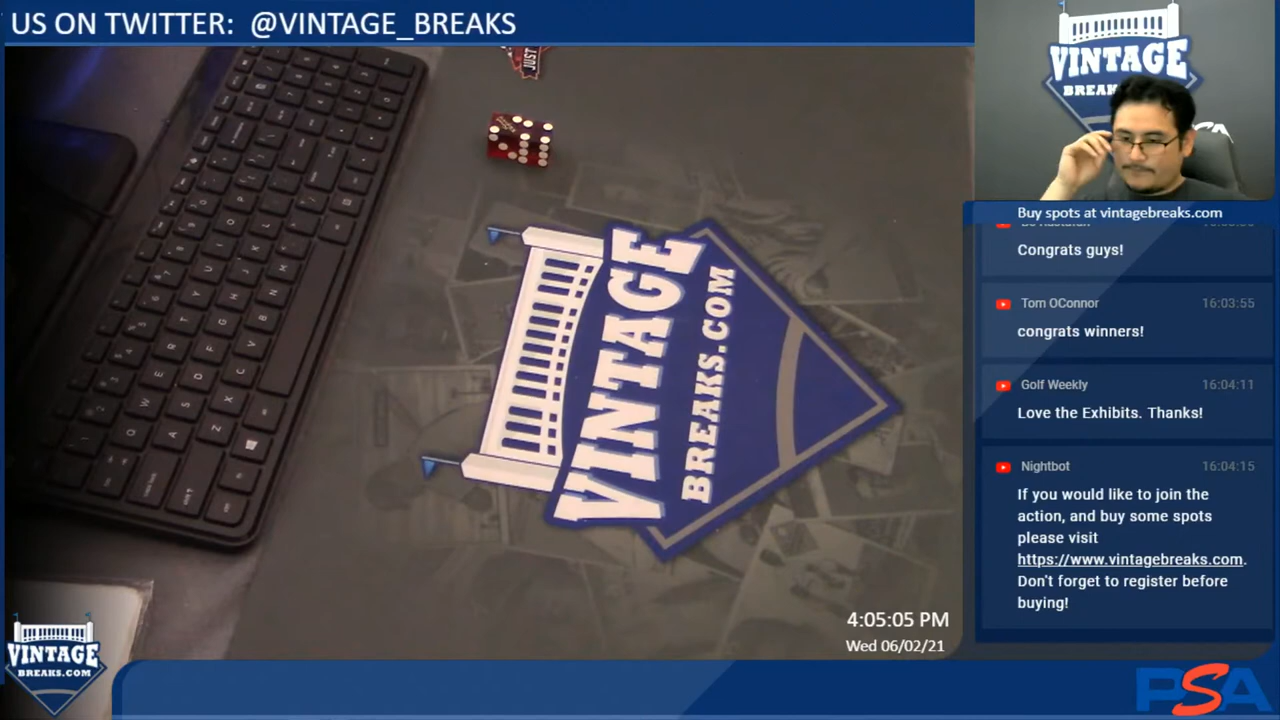 US ON TWITTER: @VINTAGE_BREAKS
JUST
VINTAGE
BREAKS.COM
VINTAGE
Buy spots at vintagebreaks.com
Congrats guys!
Tom OConnor 16:03:55
congrats winners!
Golf Weekly 16:04:11
Love the Exhibits. Thanks!
Nightbot 16:04:15
If you would like to join the
action, and buy some spots
please visit
https://www.vintagebreaks.com.
Don't forget to register before
buying!
4:05:05 PM
Wed 06/02/21
VINTAGE
BREAKS.COM
PSA